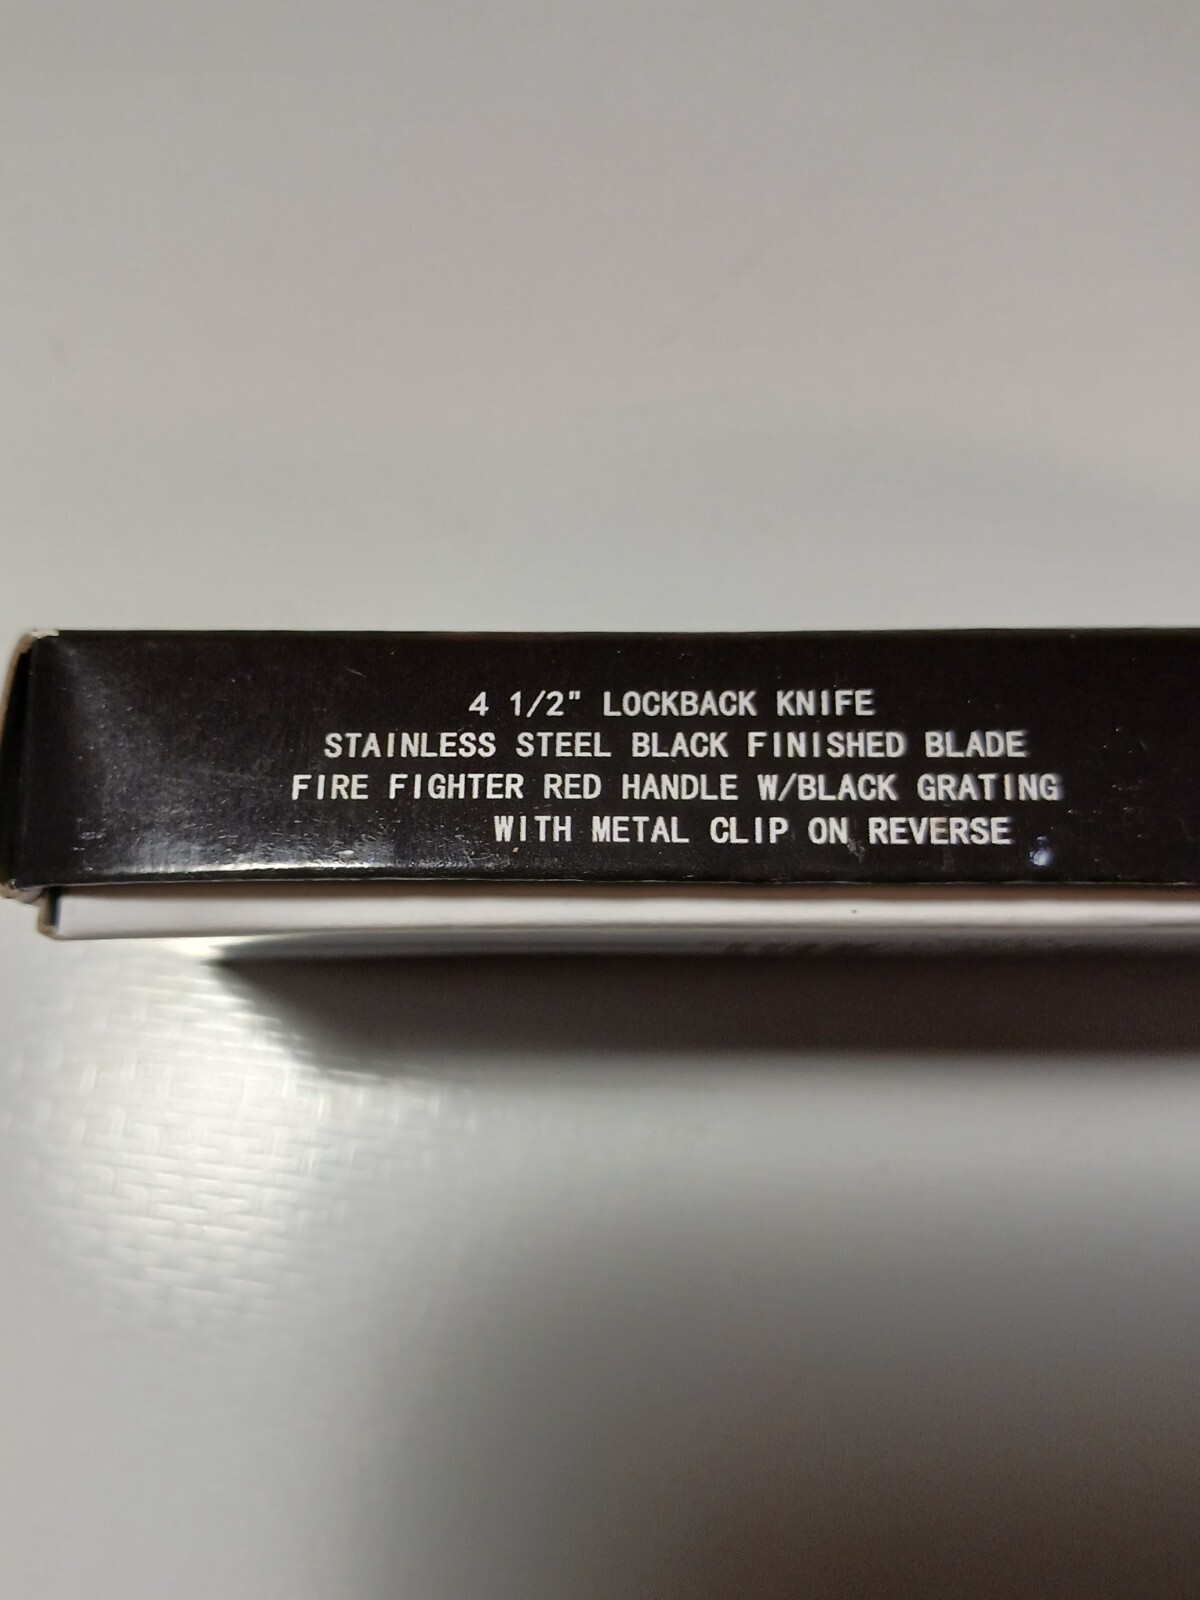 4 1/2" LOCKBACK KNIFE
STAINLESS STEEL BLACK FINISHED BLADE
FIRE FIGHTER RED HANDLE W/BLACK GRATING
WITH METAL CLIP ON REVERSE